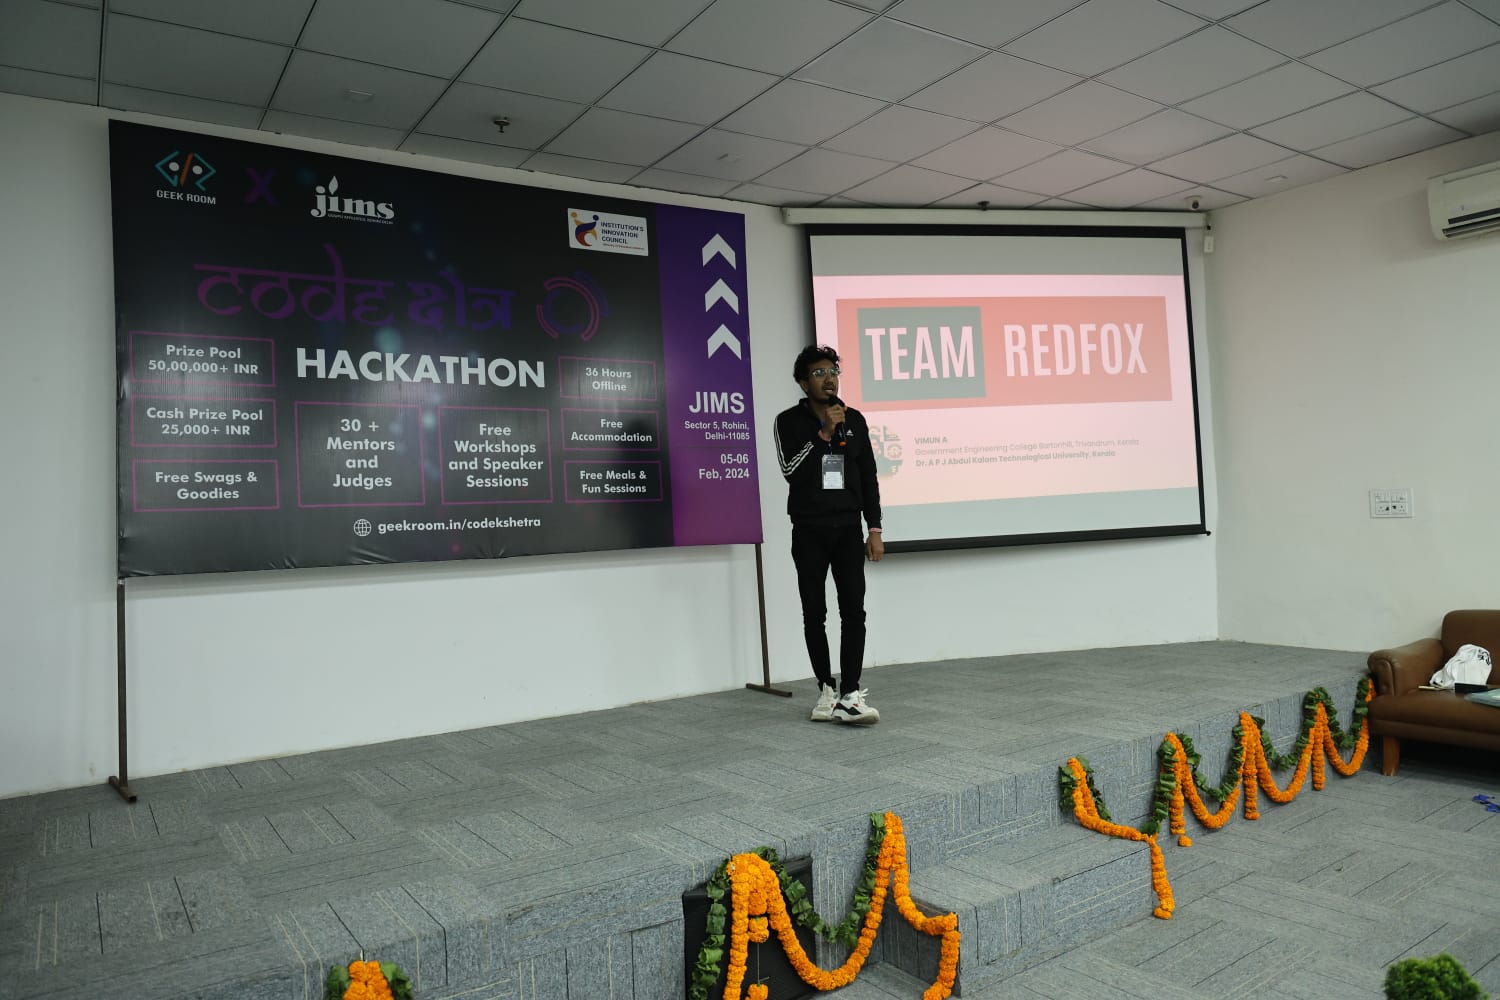 GEEK ROOM
X
jims
INSTITUTION'S
INNOVATION
COUNCIL
code क्षेत्र
HACKATHON
Prize Pool
50,00,000+ INR
Cash Prize Pool
25,000+ INR
Free Swags &
Goodies
30 +
Mentors
and
Judges
Free
Workshops
and Speaker
Sessions
36 Hours
Offline
Free
Accommodation
Free Meals &
Fun Sessions
geekroom.in/codekshetra
JIMS
Sector 5, Rohini,
Delhi-11085
05-06
Feb, 2024
TEAM REDFOX
VIMUN A
Government Engineering College Bartonhill, Trivandrum, Kerala
Dr. A P J Abdul Kalam Technological University, Kerala